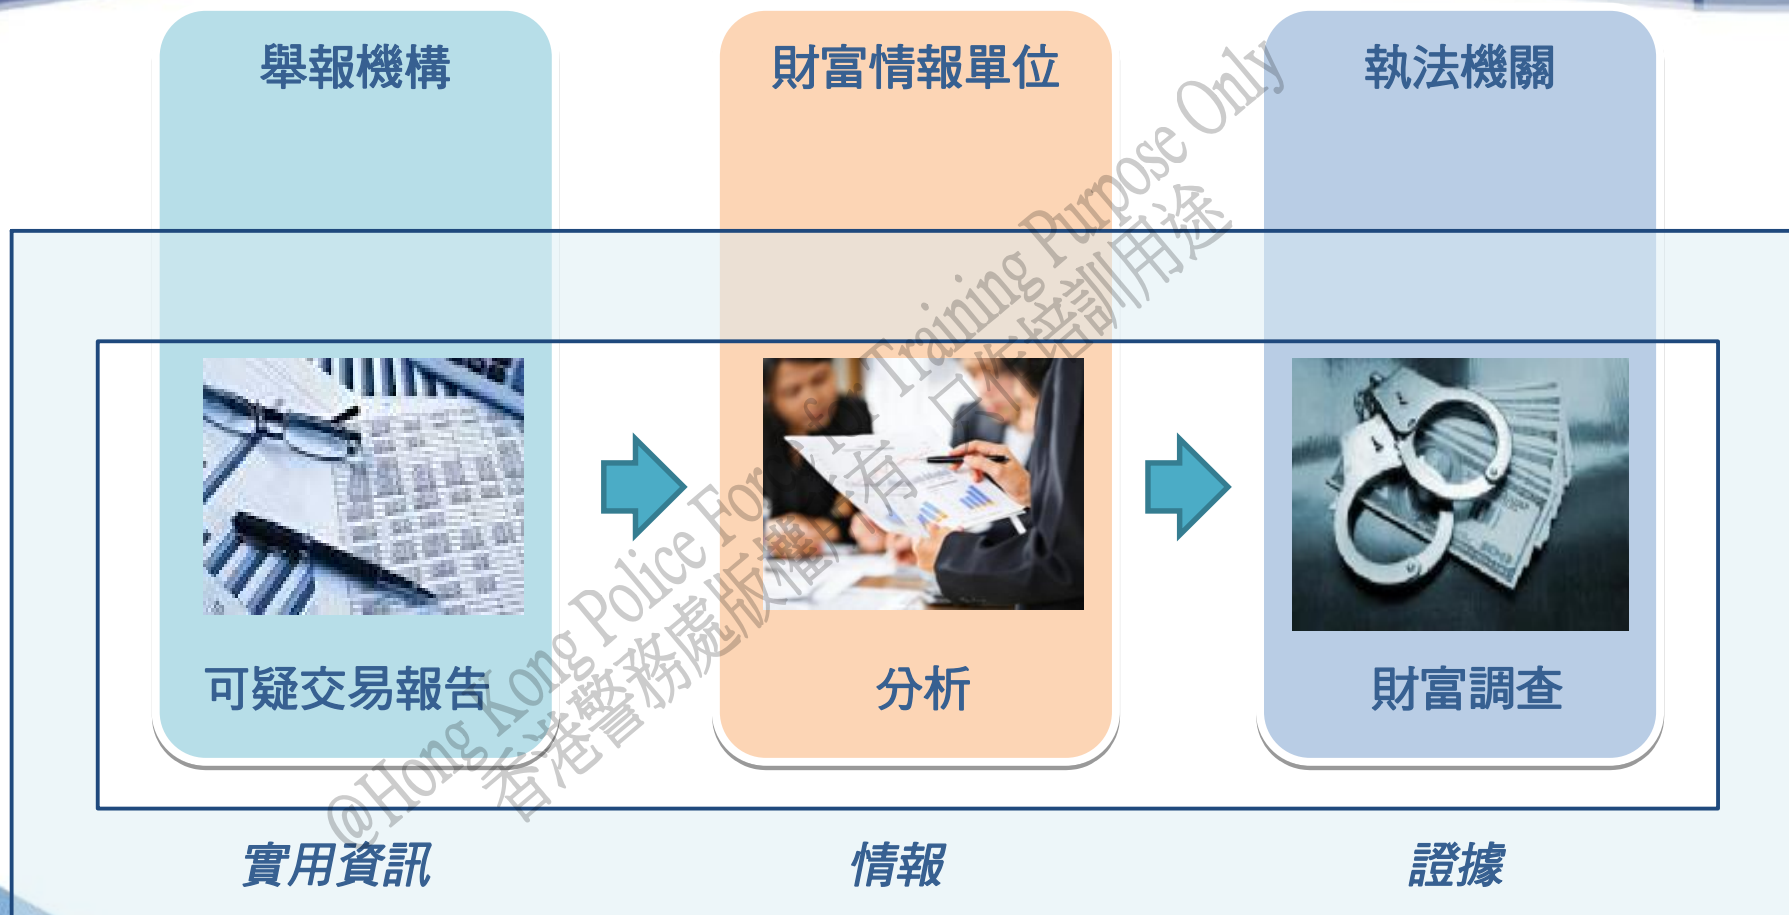 舉報機構
財富情報單位
執法機關
可疑交易報告
分析
財富調查
實用資訊
情報
證據
@Hong Kong Police Force For Training Purpose Only
香港警務處版權所有 只作培訓用途